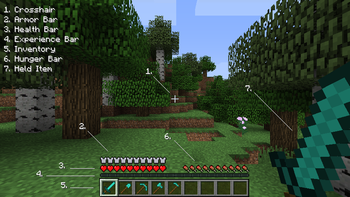 1. Crosshair
2. Armor Bar
3. Health Bar
4. Experience Bar
5. Inventory
6. Hunger Bar
7. Held Item
1.
7.
2.
6.
3.
4.
5.